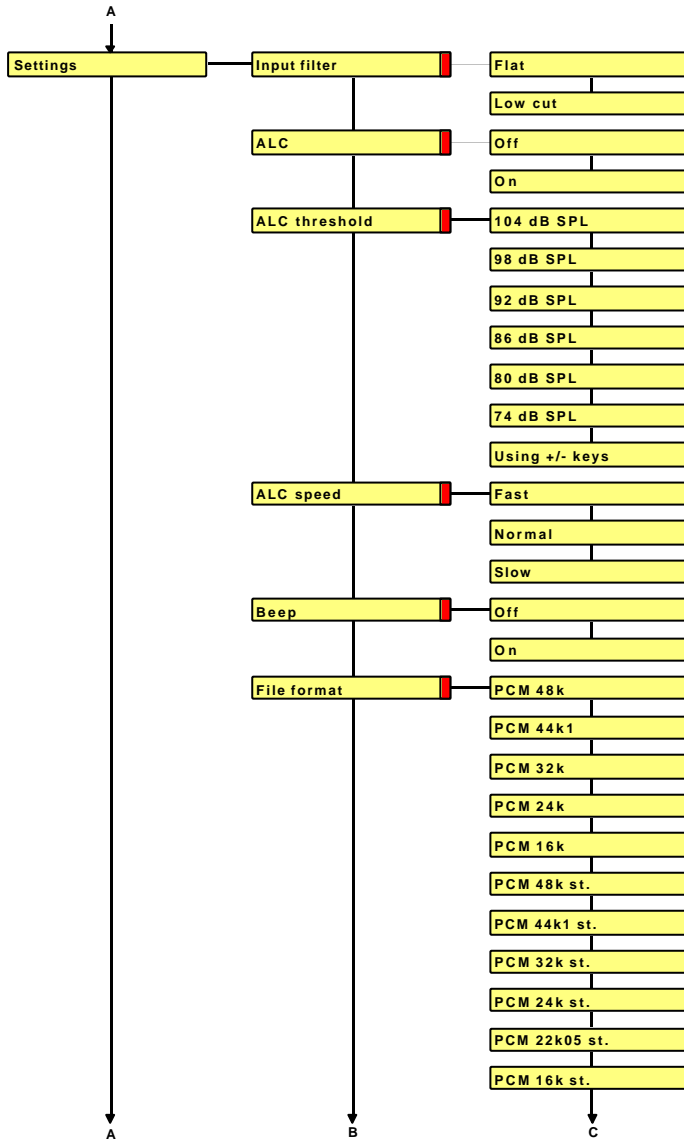 A
Settings
Input filter
Flat
Low cut
ALC
Off
On
ALC threshold
104 dB SPL
98 dB SPL
92 dB SPL
86 dB SPL
80 dB SPL
74 dB SPL
Using +/- keys
ALC speed
Fast
Normal
Slow
Beep
Off
On
File format
PCM 48k
PCM 44k1
PCM 32k
PCM 24k
PCM 16k
PCM 48k st.
PCM 44k1 st.
PCM 32k st.
PCM 24k st.
PCM 22k05 st.
PCM 16k st.
A
B
C